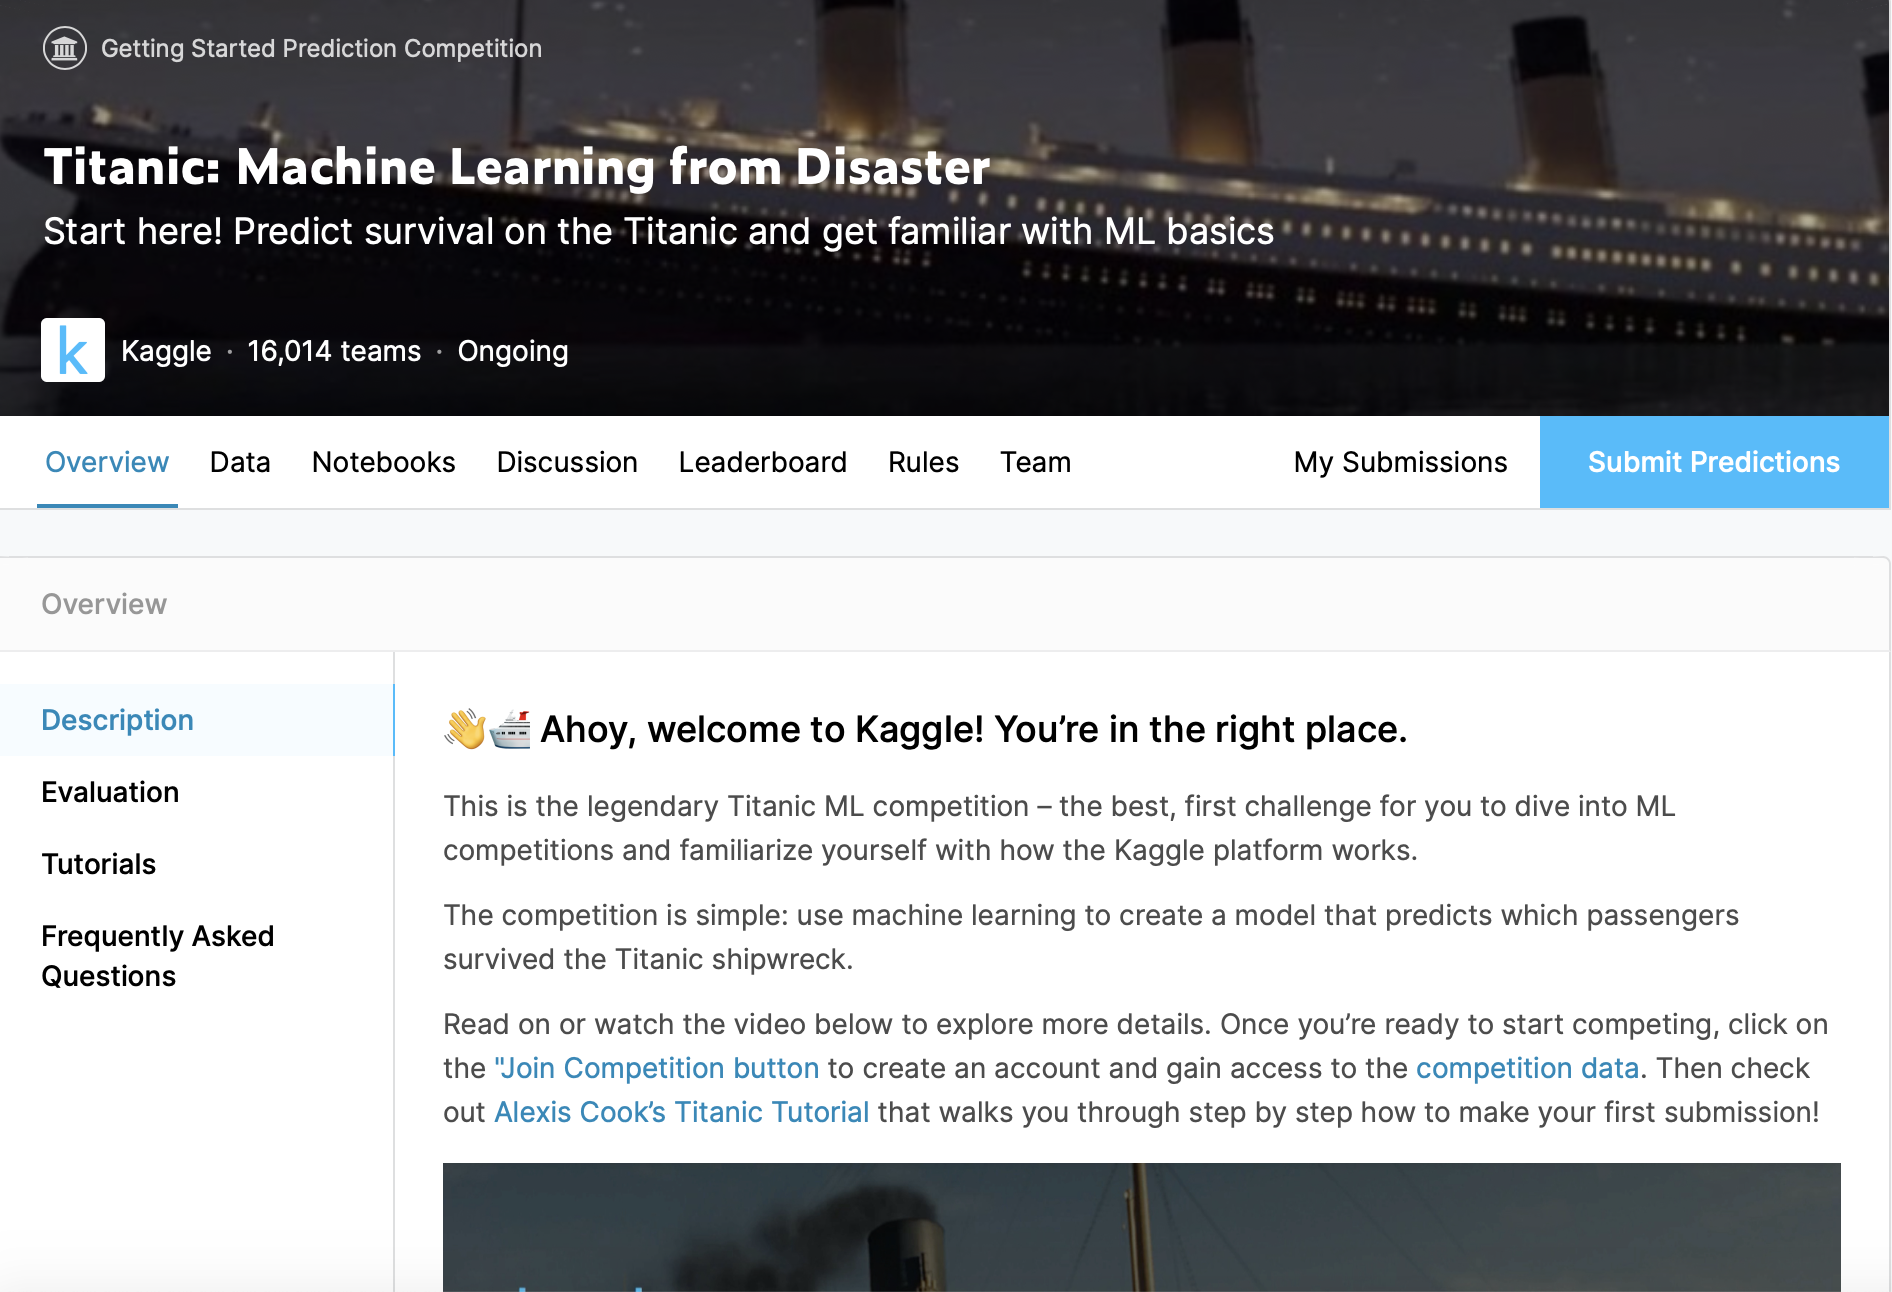 Getting Started Prediction Competition
Titanic: Machine Learning from Disaster
Start here! Predict survival on the Titanic and get familiar with ML basics
k
Kaggle · 16,014 teams · Ongoing
Overview Data Notebooks Discussion Leaderboard Rules Team My Submissions Submit Predictions
Overview
Description
Evaluation
Tutorials
Frequently Asked
Questions
👋🛳️ Ahoy, welcome to Kaggle! You’re in the right place.
This is the legendary Titanic ML competition – the best, first challenge for you to dive into ML
competitions and familiarize yourself with how the Kaggle platform works.
The competition is simple: use machine learning to create a model that predicts which passengers
survived the Titanic shipwreck.
Read on or watch the video below to explore more details. Once you’re ready to start competing, click on
the "Join Competition button to create an account and gain access to the competition data. Then check
out Alexis Cook’s Titanic Tutorial that walks you through step by step how to make your first submission!